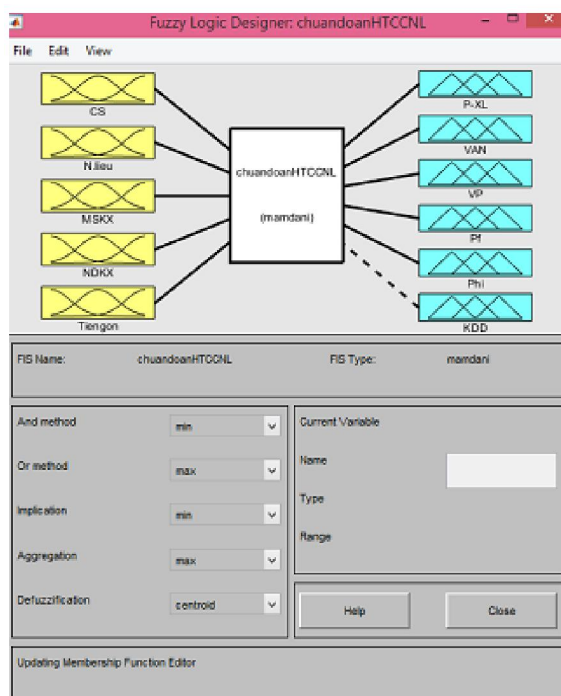 Fuzzy Logic Designer: chuandoanHTCCNL
File Edit View
CS
N.lieu
MSKX
NDKX
Tiengon
chuandoanHTCCNL
(mamdani)
P-XL
VAN
VP
Pf
Phi
KDD
FIS Name: chuandoanHTCCNL FIS Type: mamdani
And method min
Or method max
Implication min
Aggregation max
Defuzzification centroid
Current Variable
Name
Type
Range
Help Close
Updating Membership Function Editor